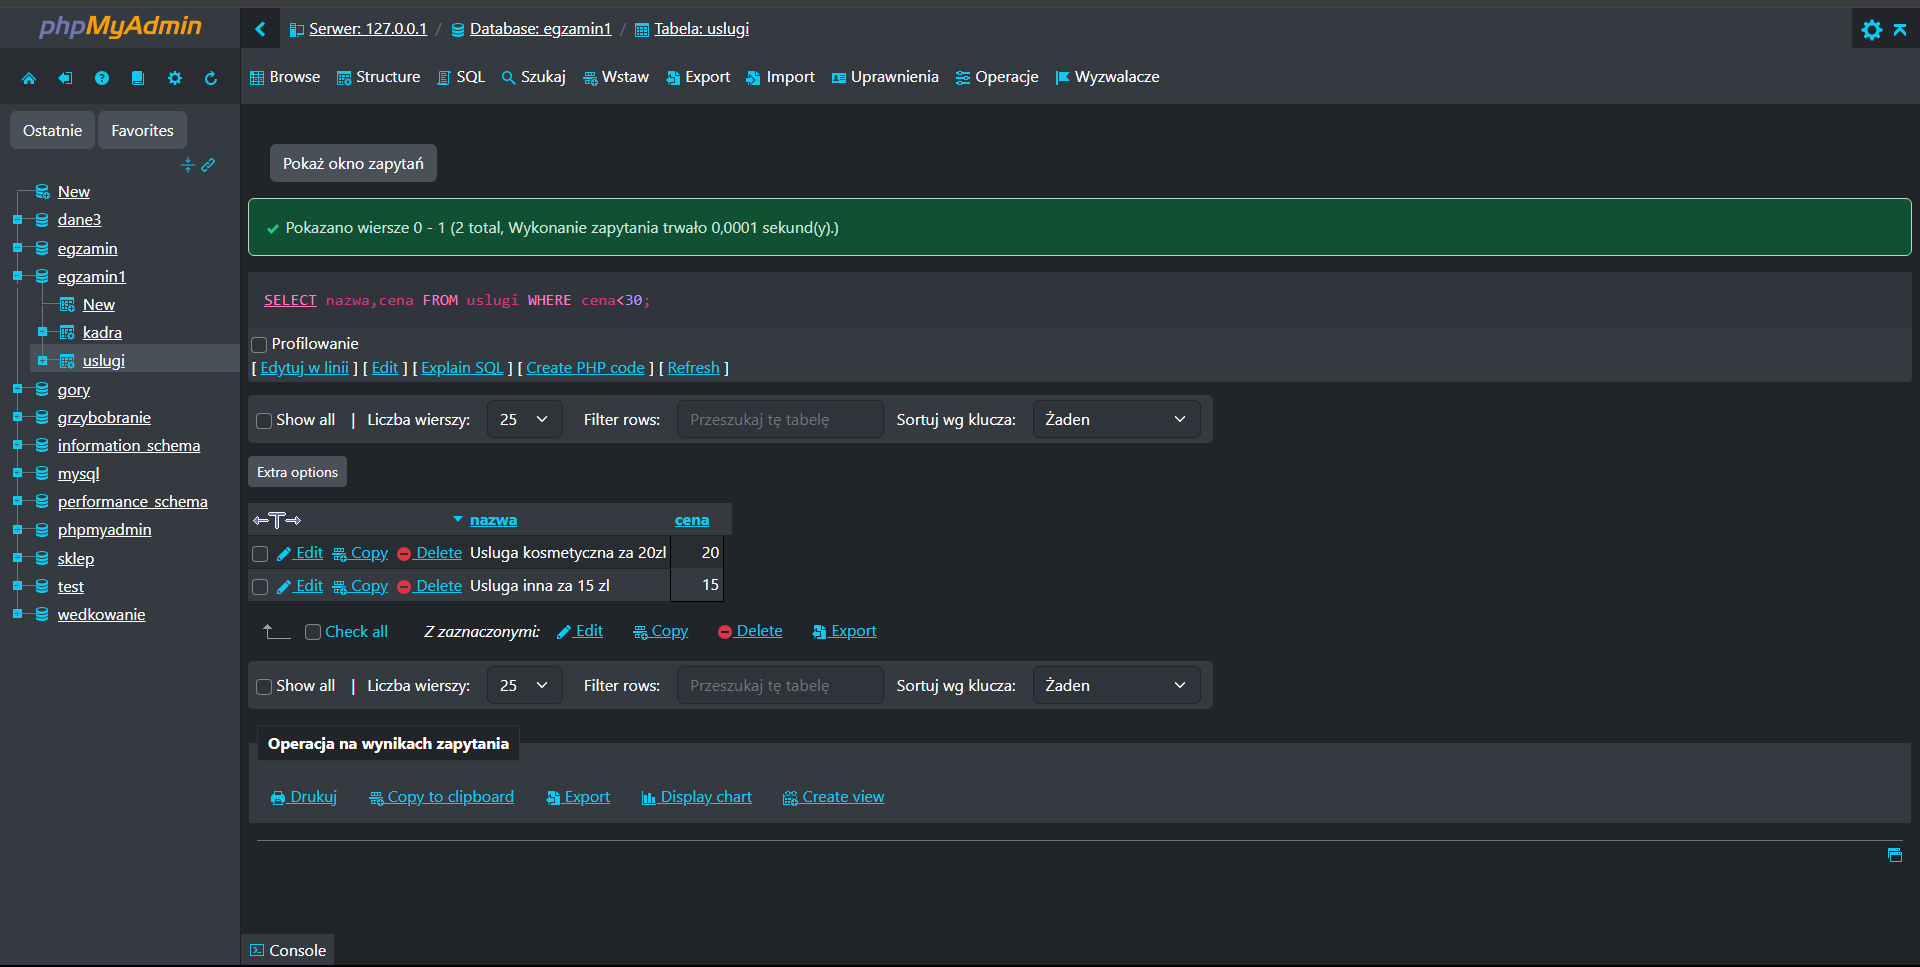 phpMyAdmin
Serwer: 127.0.0.1 / Database: egzamin1 / Tabela: uslugi
Browse Structure SQL Szukaj Wstaw Export Import Uprawnienia Operacje Wyzwalacze
Ostatnie Favorites
New
dane3
egzamin
egzamin1
New
kadra
uslugi
gory
grzybobranie
information_schema
mysql
performance_schema
phpmyadmin
sklep
test
wedkowanie
Pokaż okno zapytań
Pokazano wiersze 0 - 1 (2 total, Wykonanie zapytania trwało 0,0001 sekund(y).)
SELECT nazwa,cena FROM uslugi WHERE cena<30;
Profilowanie
[ Edytuj w linii ] [ Edit ] [ Explain SQL ] [ Create PHP code ] [ Refresh ]
Show all | Liczba wierszy: 25 Filter rows: Przeszukaj tę tabelę Sortuj wg klucza: Żaden
Extra options
←T→ nazwa cena
Edit Copy Delete Usluga kosmetyczna za 20zl 20
Edit Copy Delete Usluga inna za 15 zl 15
Check all Z zaznaczonymi: Edit Copy Delete Export
Show all | Liczba wierszy: 25 Filter rows: Przeszukaj tę tabelę Sortuj wg klucza: Żaden
Operacja na wynikach zapytania
Drukuj Copy to clipboard Export Display chart Create view
Console